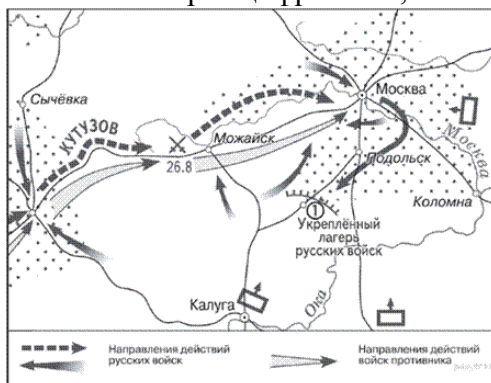 Сычёвка
Москва
КУТУЗОВ
Можайск
Москва
26.8
Подольск
Коломна
1
Укреплённый
лагерь
русских войск
Калуга
Ока
Направления действий
русских войск
Направления действий
войск противника